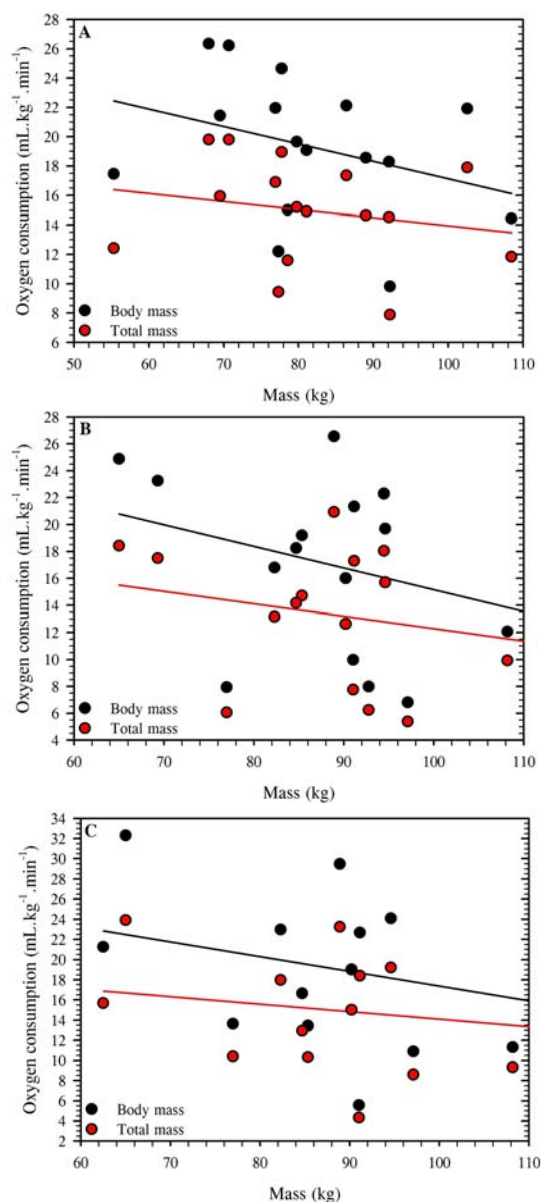 A
Oxygen consumption (mL.kg-1.min-1)
28
26
24
22
20
18
16
14
12
10
8
6
Body mass
Total mass
50 60 70 80 90 100 110
Mass (kg)
B
Oxygen consumption (mL.kg-1.min-1)
28
26
24
22
20
18
16
14
12
10
8
6
4
Body mass
Total mass
60 70 80 90 100 110
Mass (kg)
C
Oxygen consumption (mL.kg-1.min-1)
34
32
30
28
26
24
22
20
18
16
14
12
10
8
6
4
2
Body mass
Total mass
60 70 80 90 100 110
Mass (kg)